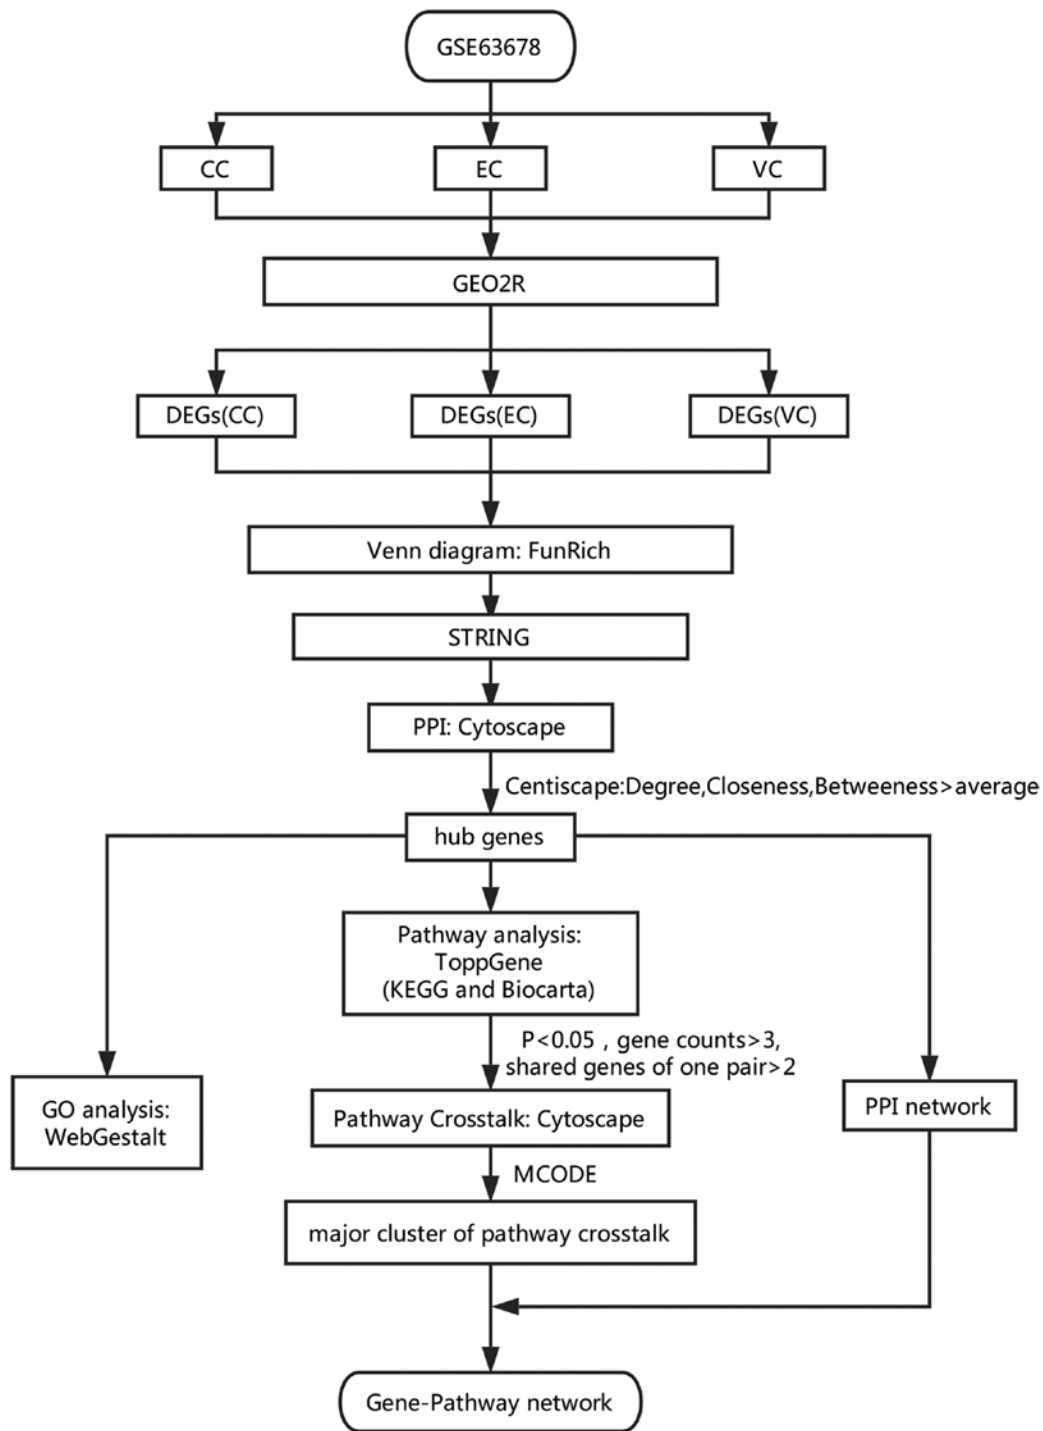 GSE63678
CC
EC
VC
GEO2R
DEGs(CC)
DEGs(EC)
DEGs(VC)
Venn diagram: FunRich
STRING
PPI: Cytoscape
Centiscape:Degree,Closeness,Betweeness>average
hub genes
Pathway analysis:
ToppGene
(KEGG and Biocarta)
P<0.05 , gene counts>3,
shared genes of one pair>2
GO analysis:
WebGestalt
Pathway Crosstalk: Cytoscape
PPI network
MCODE
major cluster of pathway crosstalk
Gene-Pathway network